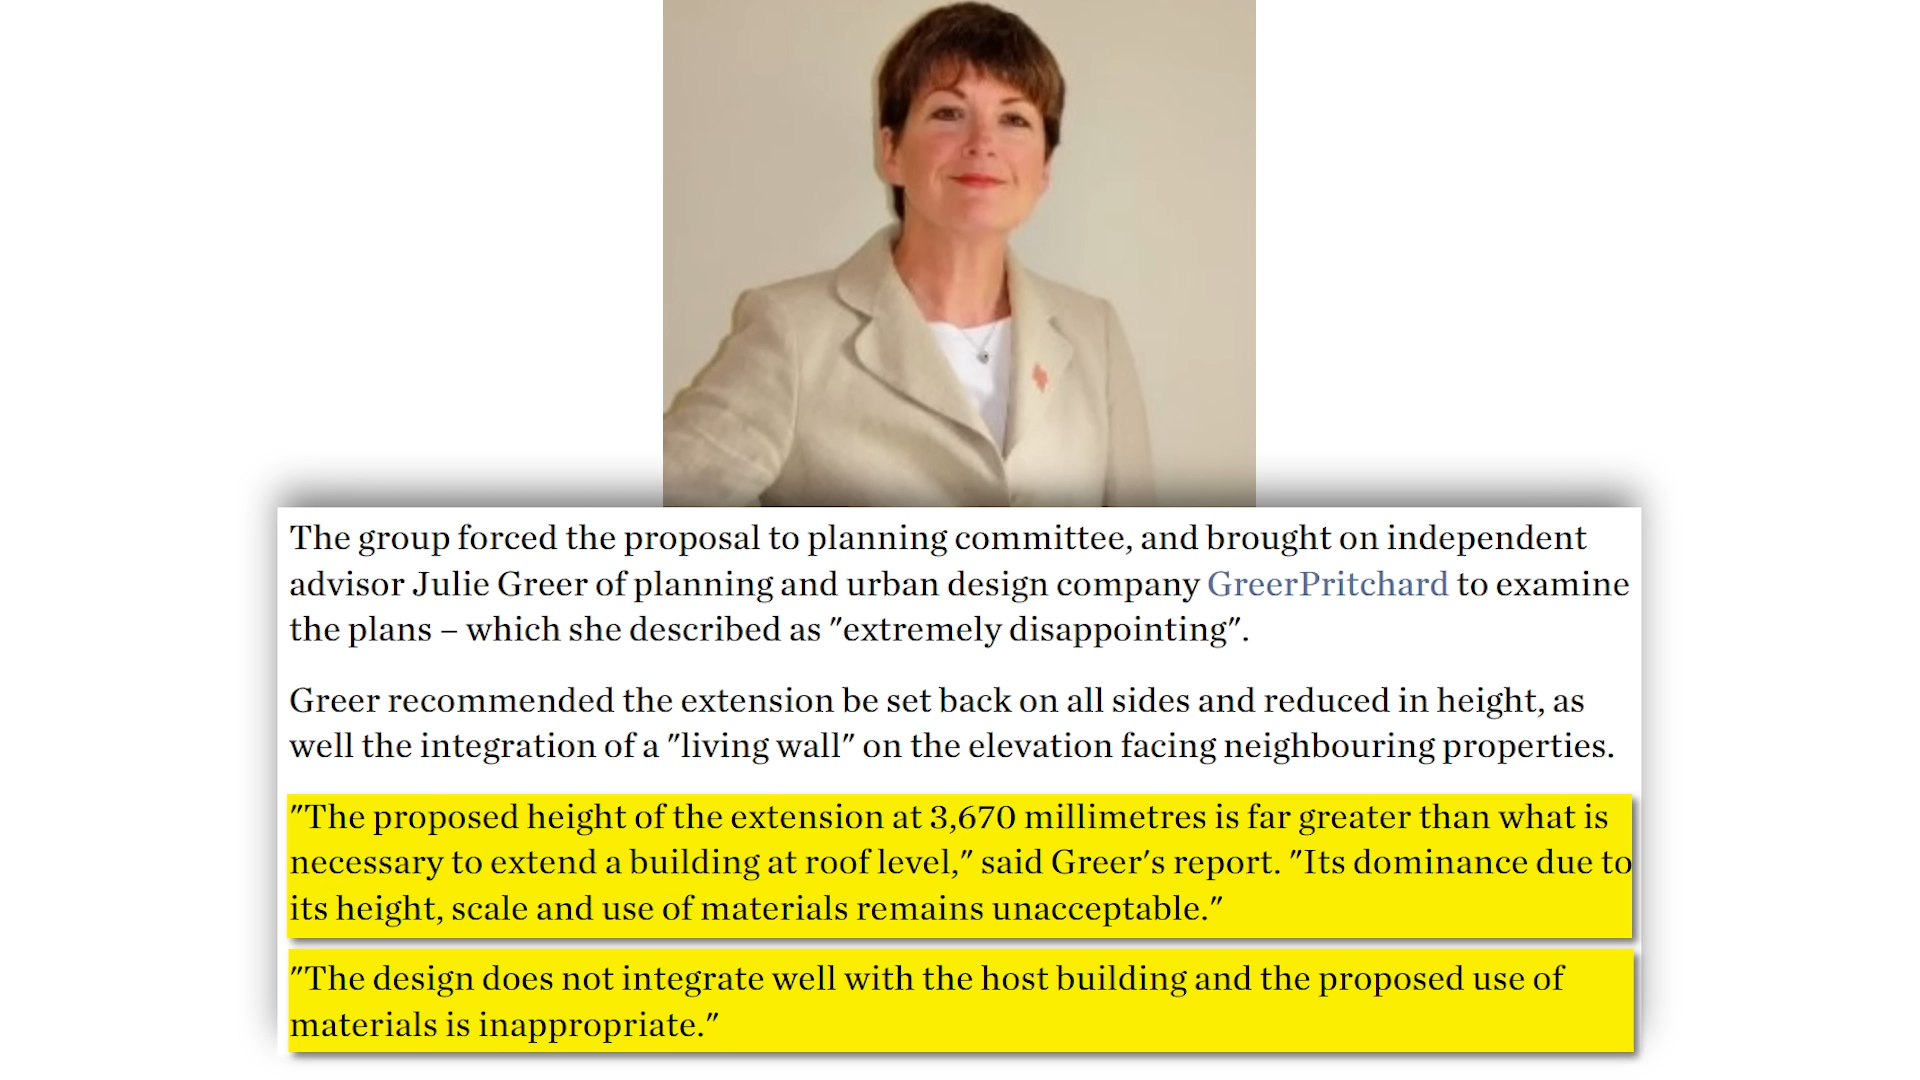 The group forced the proposal to planning committee, and brought on independent
advisor Julie Greer of planning and urban design company GreerPritchard to examine
the plans – which she described as "extremely disappointing".
Greer recommended the extension be set back on all sides and reduced in height, as
well the integration of a "living wall" on the elevation facing neighbouring properties.
"The proposed height of the extension at 3,670 millimetres is far greater than what is
necessary to extend a building at roof level," said Greer's report. "Its dominance due to
its height, scale and use of materials remains unacceptable."
"The design does not integrate well with the host building and the proposed use of
materials is inappropriate."